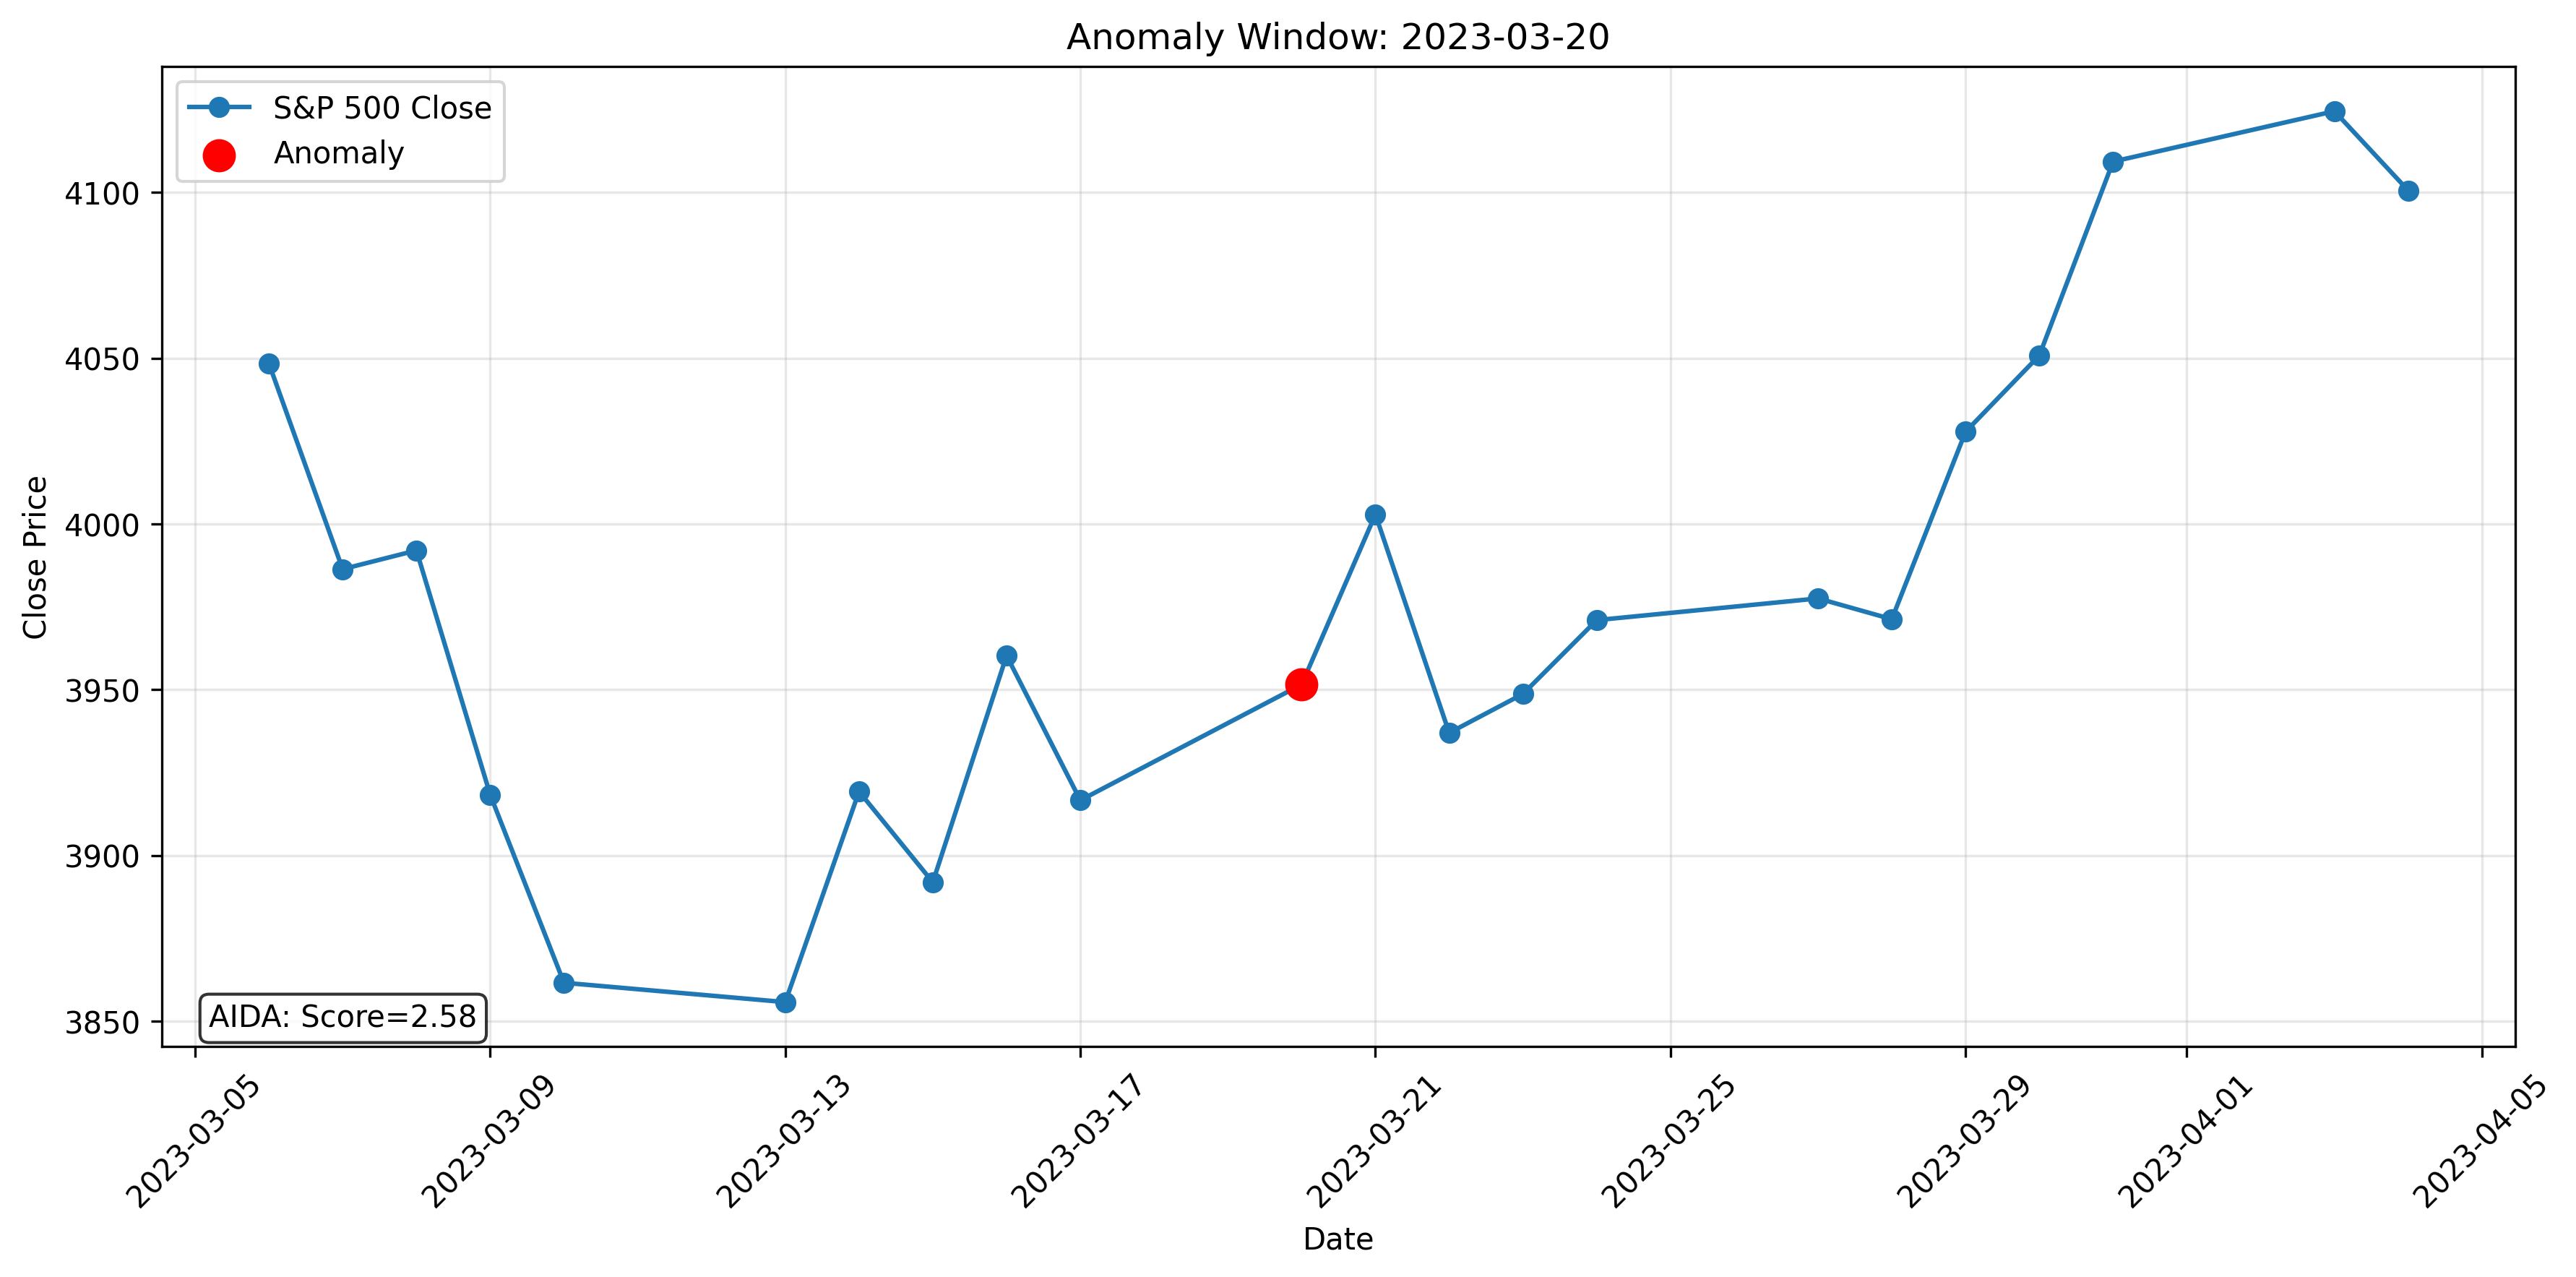 Anomaly Window: 2023-03-20
S&P 500 Close
Anomaly
Close Price
4100
4050
4000
3950
3900
3850
AIDA: Score=2.58
2023-03-05
2023-03-09
2023-03-13
2023-03-17
2023-03-21
2023-03-25
2023-03-29
2023-04-01
2023-04-05
Date